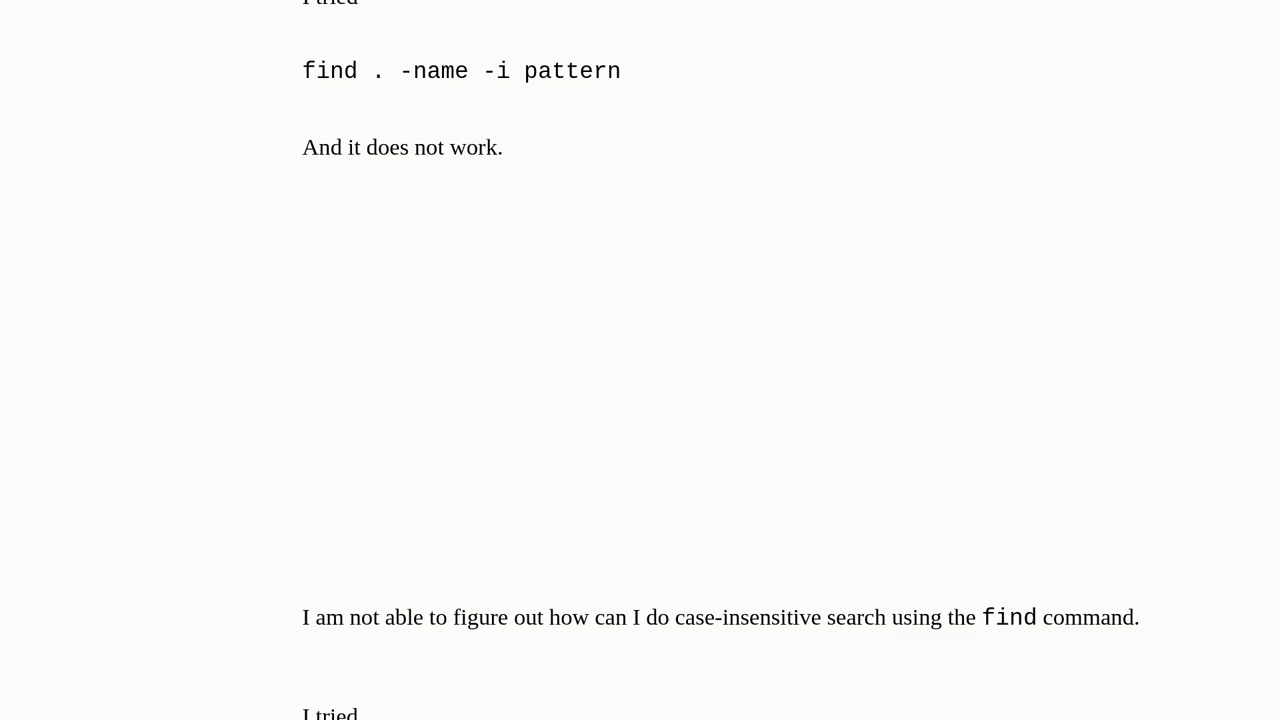 I tried
find . -name -i pattern
And it does not work.
I am not able to figure out how can I do case-insensitive search using the find command.
I tried